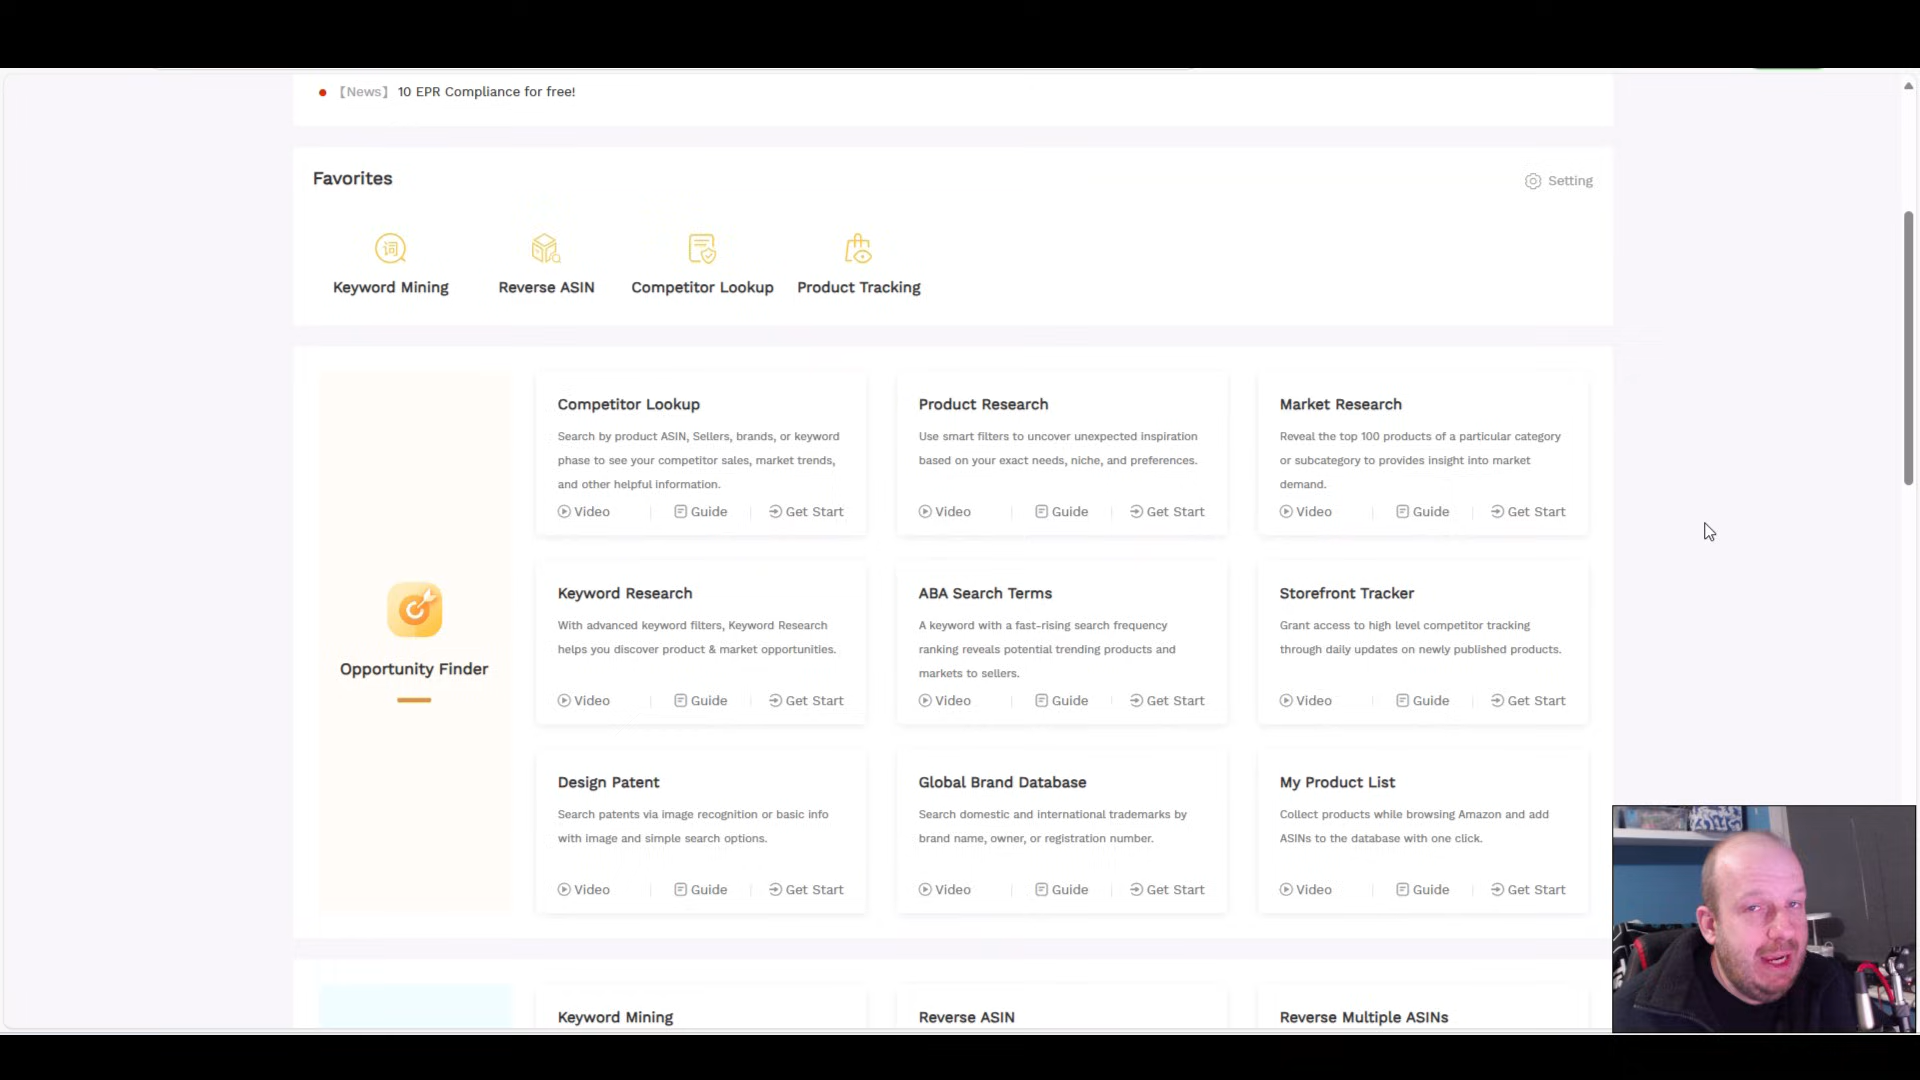 【News】 10 EPR Compliance for free!
Favorites
Setting
词
Keyword Mining
Reverse ASIN
Competitor Lookup
Product Tracking
Opportunity Finder
Competitor Lookup
Search by product ASIN, Sellers, brands, or keyword
phase to see your competitor sales, market trends,
and other helpful information.
Video
Guide
Get Start
Product Research
Use smart filters to uncover unexpected inspiration
based on your exact needs, niche, and preferences.
Video
Guide
Get Start
Market Research
Reveal the top 100 products of a particular category
or subcategory to provides insight into market
demand.
Video
Guide
Get Start
Keyword Research
With advanced keyword filters, Keyword Research
helps you discover product & market opportunities.
Video
Guide
Get Start
ABA Search Terms
A keyword with a fast-rising search frequency
ranking reveals potential trending products and
markets to sellers.
Video
Guide
Get Start
Storefront Tracker
Grant access to high level competitor tracking
through daily updates on newly published products.
Video
Guide
Get Start
Design Patent
Search patents via image recognition or basic info
with image and simple search options.
Video
Guide
Get Start
Global Brand Database
Search domestic and international trademarks by
brand name, owner, or registration number.
Video
Guide
Get Start
My Product List
Collect products while browsing Amazon and add
ASINs to the database with one click.
Video
Guide
Get Start
Keyword Mining
Reverse ASIN
Reverse Multiple ASINs